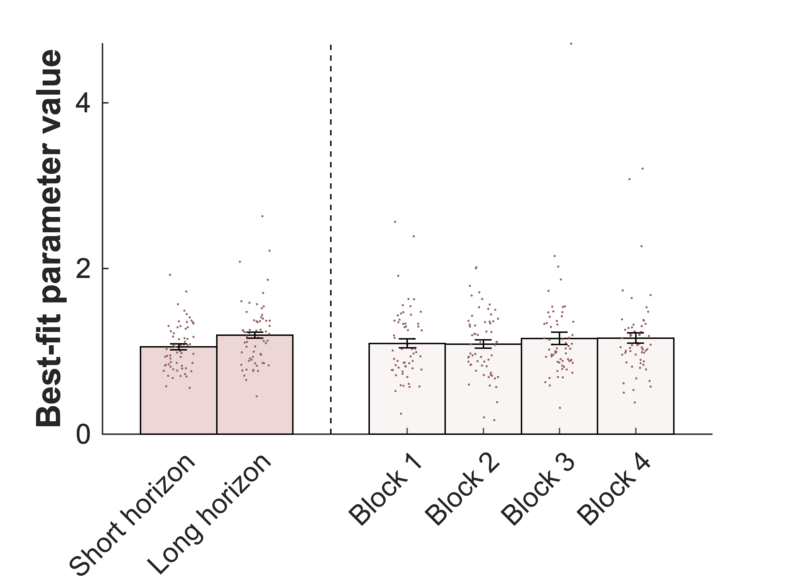 Best-fit parameter value
4
2
0
Short horizon
Long horizon
Block 1
Block 2
Block 3
Block 4